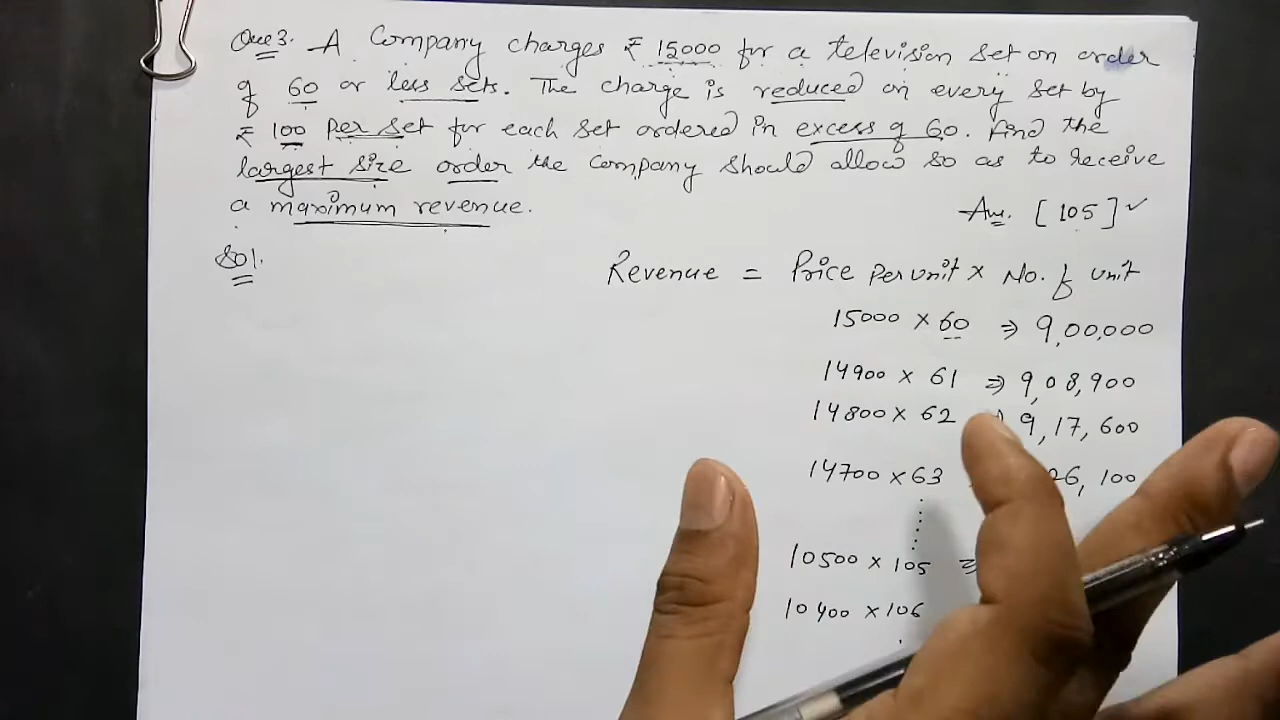 Que 3. A Company charges ₹ 15000 for a television set on order
of 60 or less sets. The charge is reduced on every set by
₹ 100 per set for each set ordered in excess of 60. Find the
largest size order the company should allow so as to receive
a maximum revenue.
Ans. [105] ✓
Sol.
Revenue = Price per unit × No. of unit
15000 × 60 ⇒ 9,00,000
14900 × 61 ⇒ 9,08,900
14800 × 62 9,17,600
14700 × 63 26,100
10500 × 105 ⇒
10400 × 106